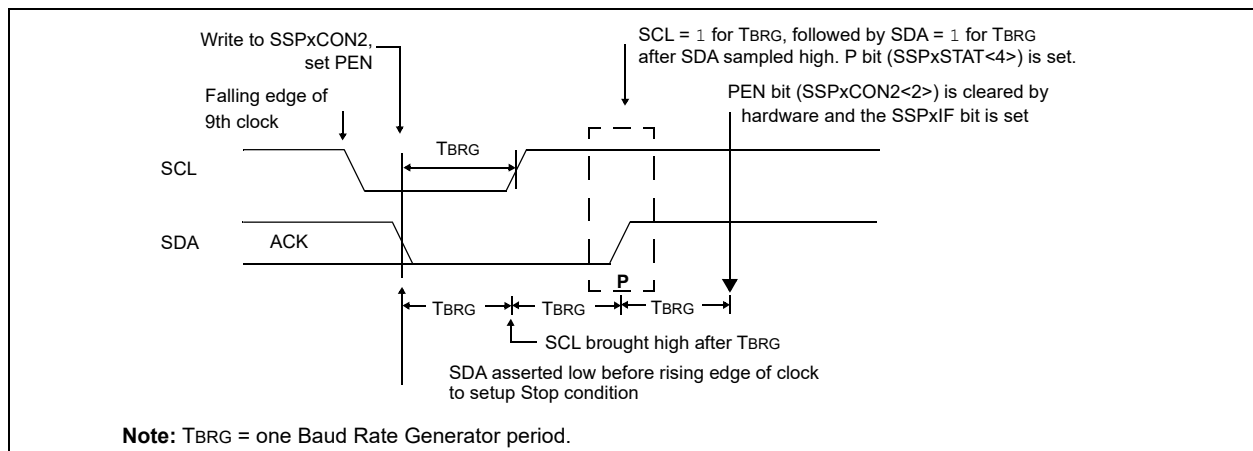 Write to SSPxCON2,
set PEN
SCL = 1 for TBRG, followed by SDA = 1 for TBRG
after SDA sampled high. P bit (SSPxSTAT<4>) is set.
Falling edge of
9th clock
PEN bit (SSPxCON2<2>) is cleared by
hardware and the SSPxIF bit is set
TBRG
SCL
SDA
ACK
P
TBRG
TBRG
TBRG
SCL brought high after TBRG
SDA asserted low before rising edge of clock
to setup Stop condition
Note: TBRG = one Baud Rate Generator period.